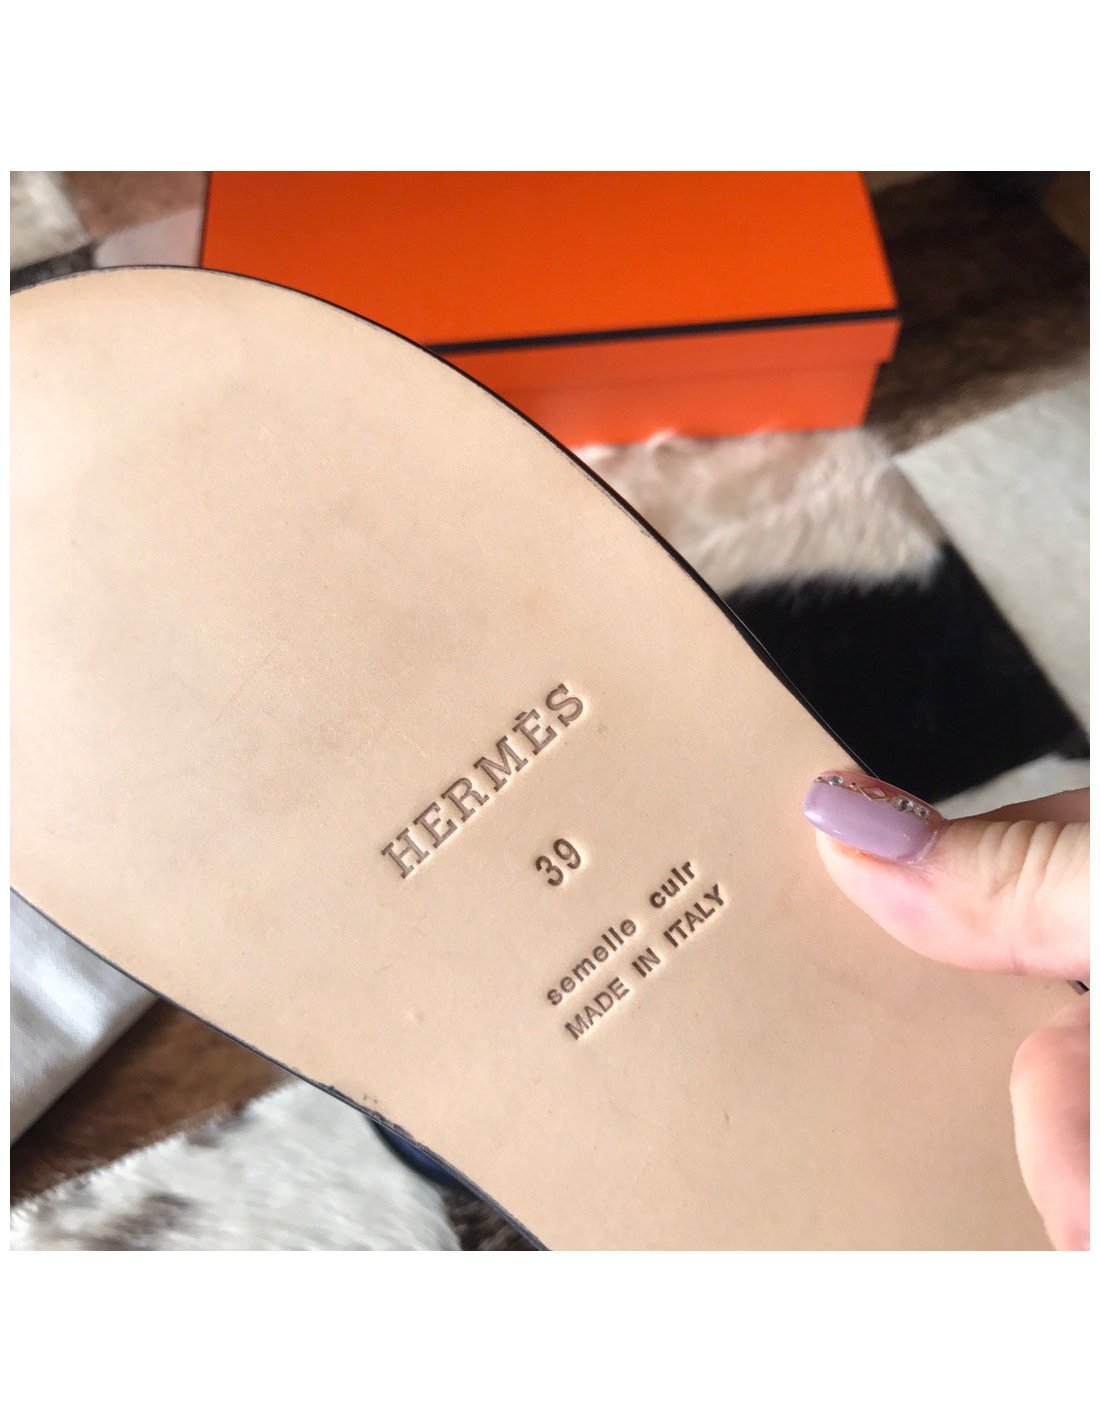 HERMÈS
39
semelle cuir
MADE IN ITALY